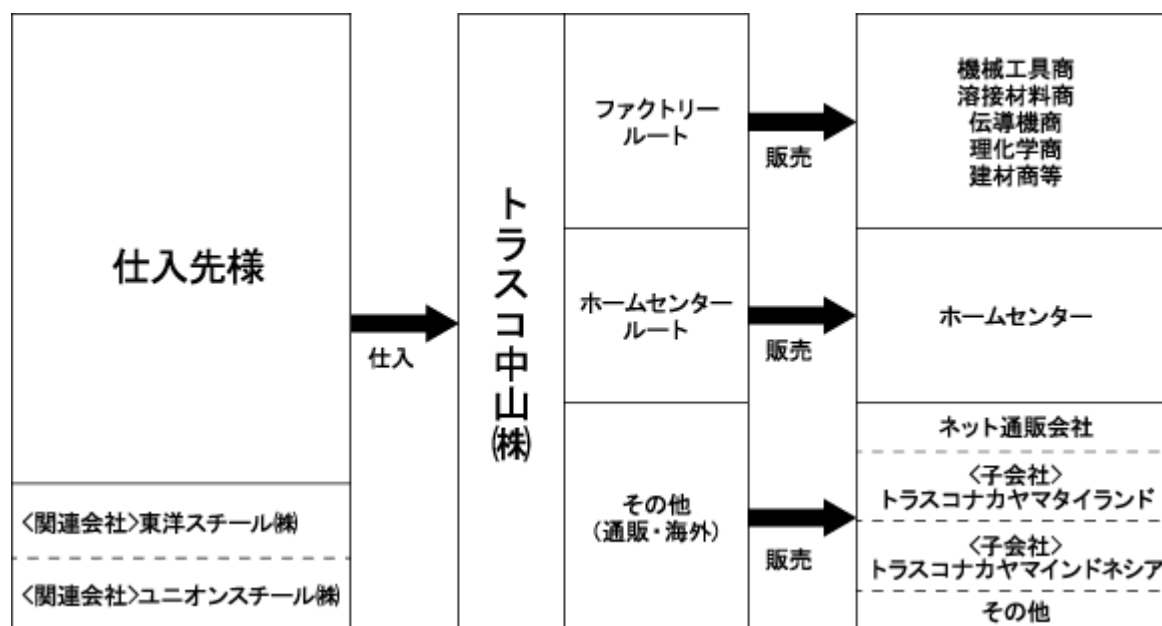 仕入先様
<関連会社>東洋スチール㈱
<関連会社>ユニオンスチール㈱
仕入
トラスコ中山㈱
ファクトリー
ルート
ホームセンター
ルート
その他
(通販・海外)
販売
販売
販売
機械工具商
溶接材料商
伝導機商
理化学商
建材商等
ホームセンター
ネット通販会社
<子会社>
トラスコナカヤマタイランド
<子会社>
トラスコナカヤマインドネシア
その他